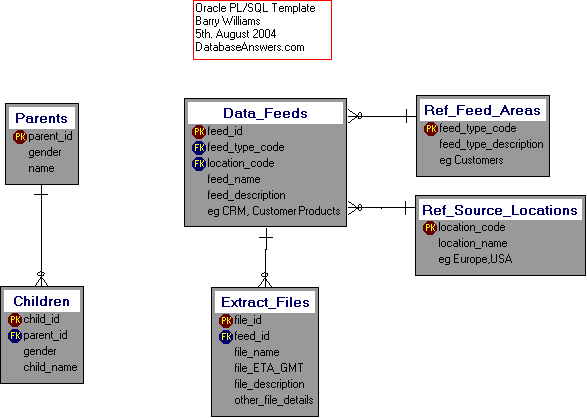 Oracle PL/SQL Template
Barry Williams
5th. August 2004
DatabaseAnswers.com
Parents
PK parent_id
gender
name
Data_Feeds
PK feed_id
FK feed_type_code
FK location_code
feed_name
feed_description
eg CRM, Customer Products
Ref_Feed_Areas
PK feed_type_code
feed_type_description
eg Customers
Ref_Source_Locations
PK location_code
location_name
eg Europe,USA
Children
PK child_id
FK parent_id
gender
child_name
Extract_Files
PK file_id
FK feed_id
file_name
file_ETA_GMT
file_description
other_file_details